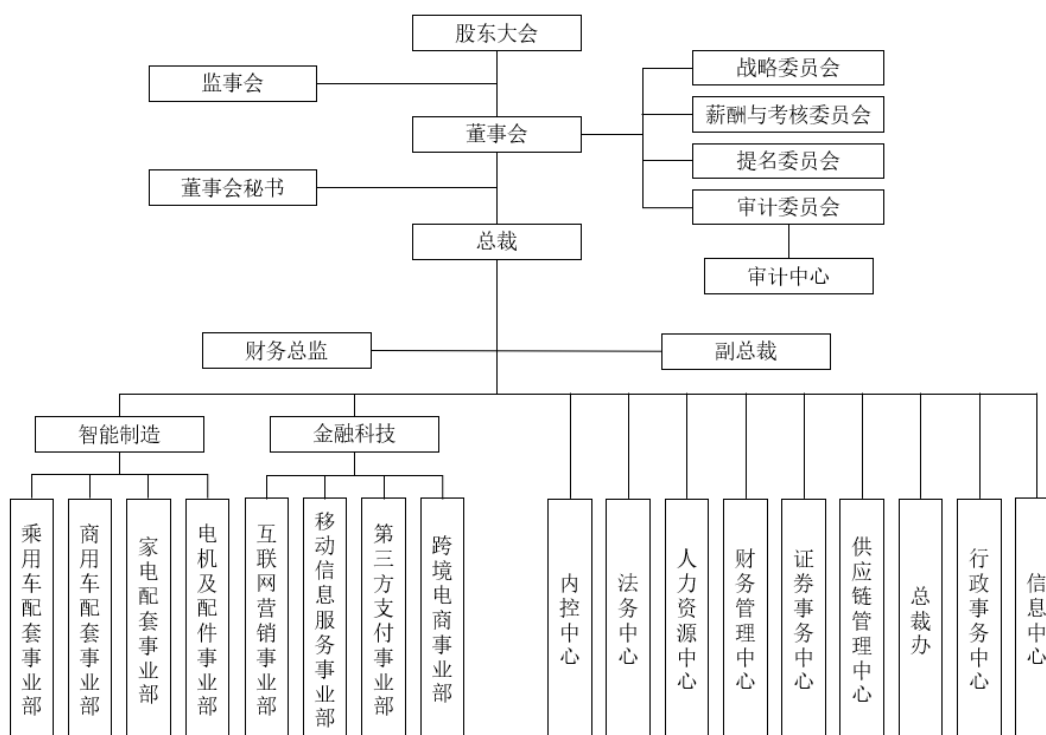 股东大会
监事会
战略委员会
薪酬与考核委员会
董事会
提名委员会
董事会秘书
审计委员会
总裁
审计中心
财务总监
副总裁
智能制造
金融科技
乘用车配套事业部
商用车配套事业部
家电配套事业部
电机及配件事业部
互联网营销事业部
移动信息服务事业部
第三方支付事业部
跨境电商事业部
内控中心
法务中心
人力资源中心
财务管理中心
证券事务中心
供应链管理中心
总裁办
行政事务中心
信息中心